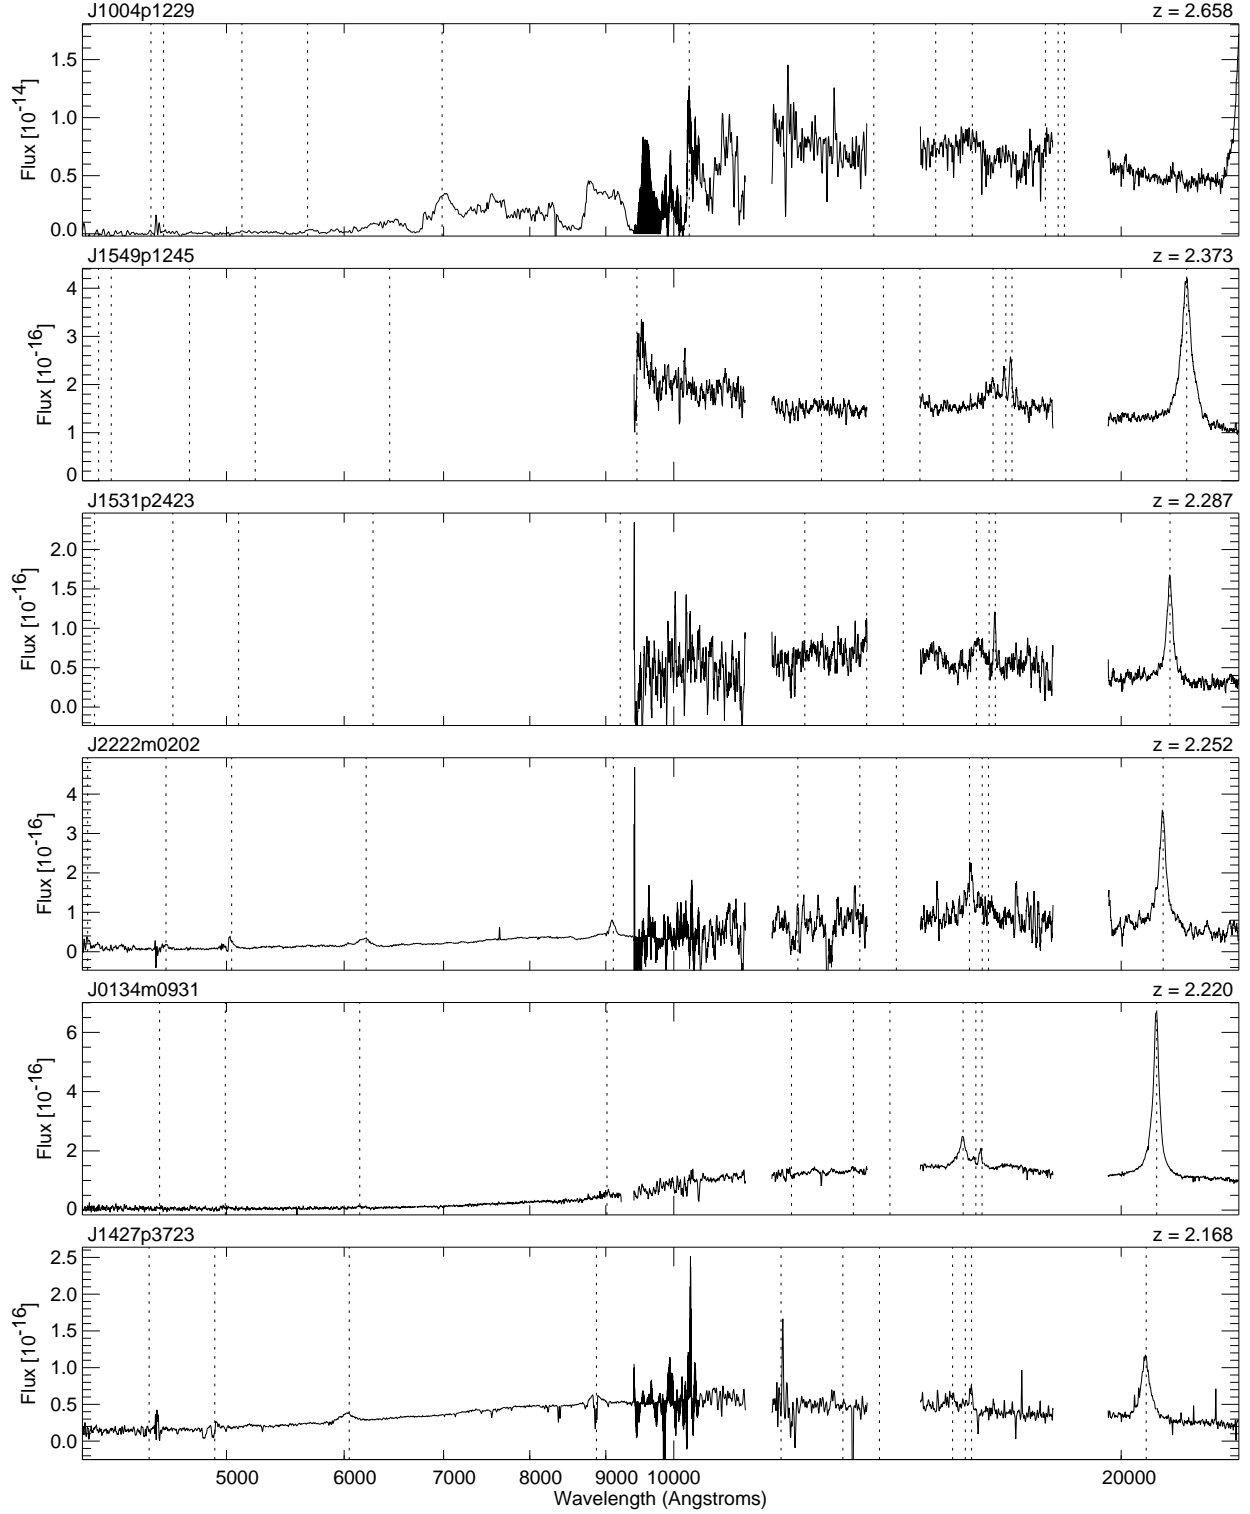 J1004p1229 z = 2.658
1.5
1.0
0.5
0.0
Flux [10^-14]
J1549p1245 z = 2.373
4
3
2
1
0
Flux [10^-16]
J1531p2423 z = 2.287
2.0
1.5
1.0
0.5
0.0
Flux [10^-16]
J2222m0202 z = 2.252
4
3
2
1
0
Flux [10^-16]
J0134m0931 z = 2.220
6
4
2
0
Flux [10^-16]
J1427p3723 z = 2.168
2.5
2.0
1.5
1.0
0.5
0.0
Flux [10^-16]
5000 6000 7000 8000 9000 10000 20000
Wavelength (Angstroms)